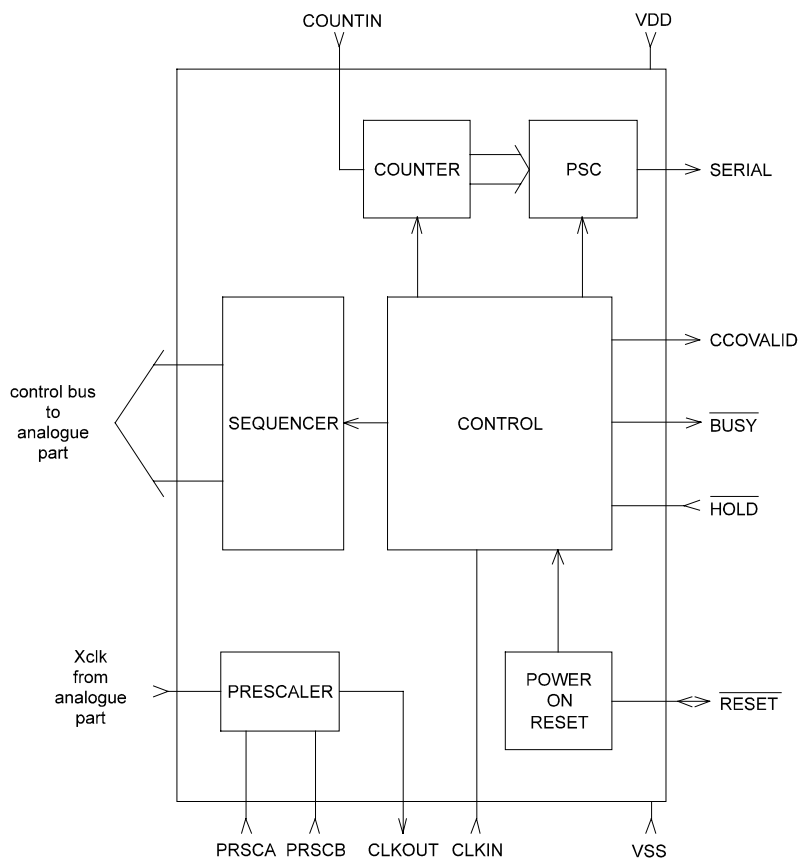 COUNTIN
VDD
COUNTER
PSC
SERIAL
CCOVALID
control bus
to
analogue
part
SEQUENCER
CONTROL
BUSY
HOLD
Xclk
from
analogue
part
PRESCALER
POWER
ON
RESET
RESET
PRSCA
PRSCB
CLKOUT
CLKIN
VSS